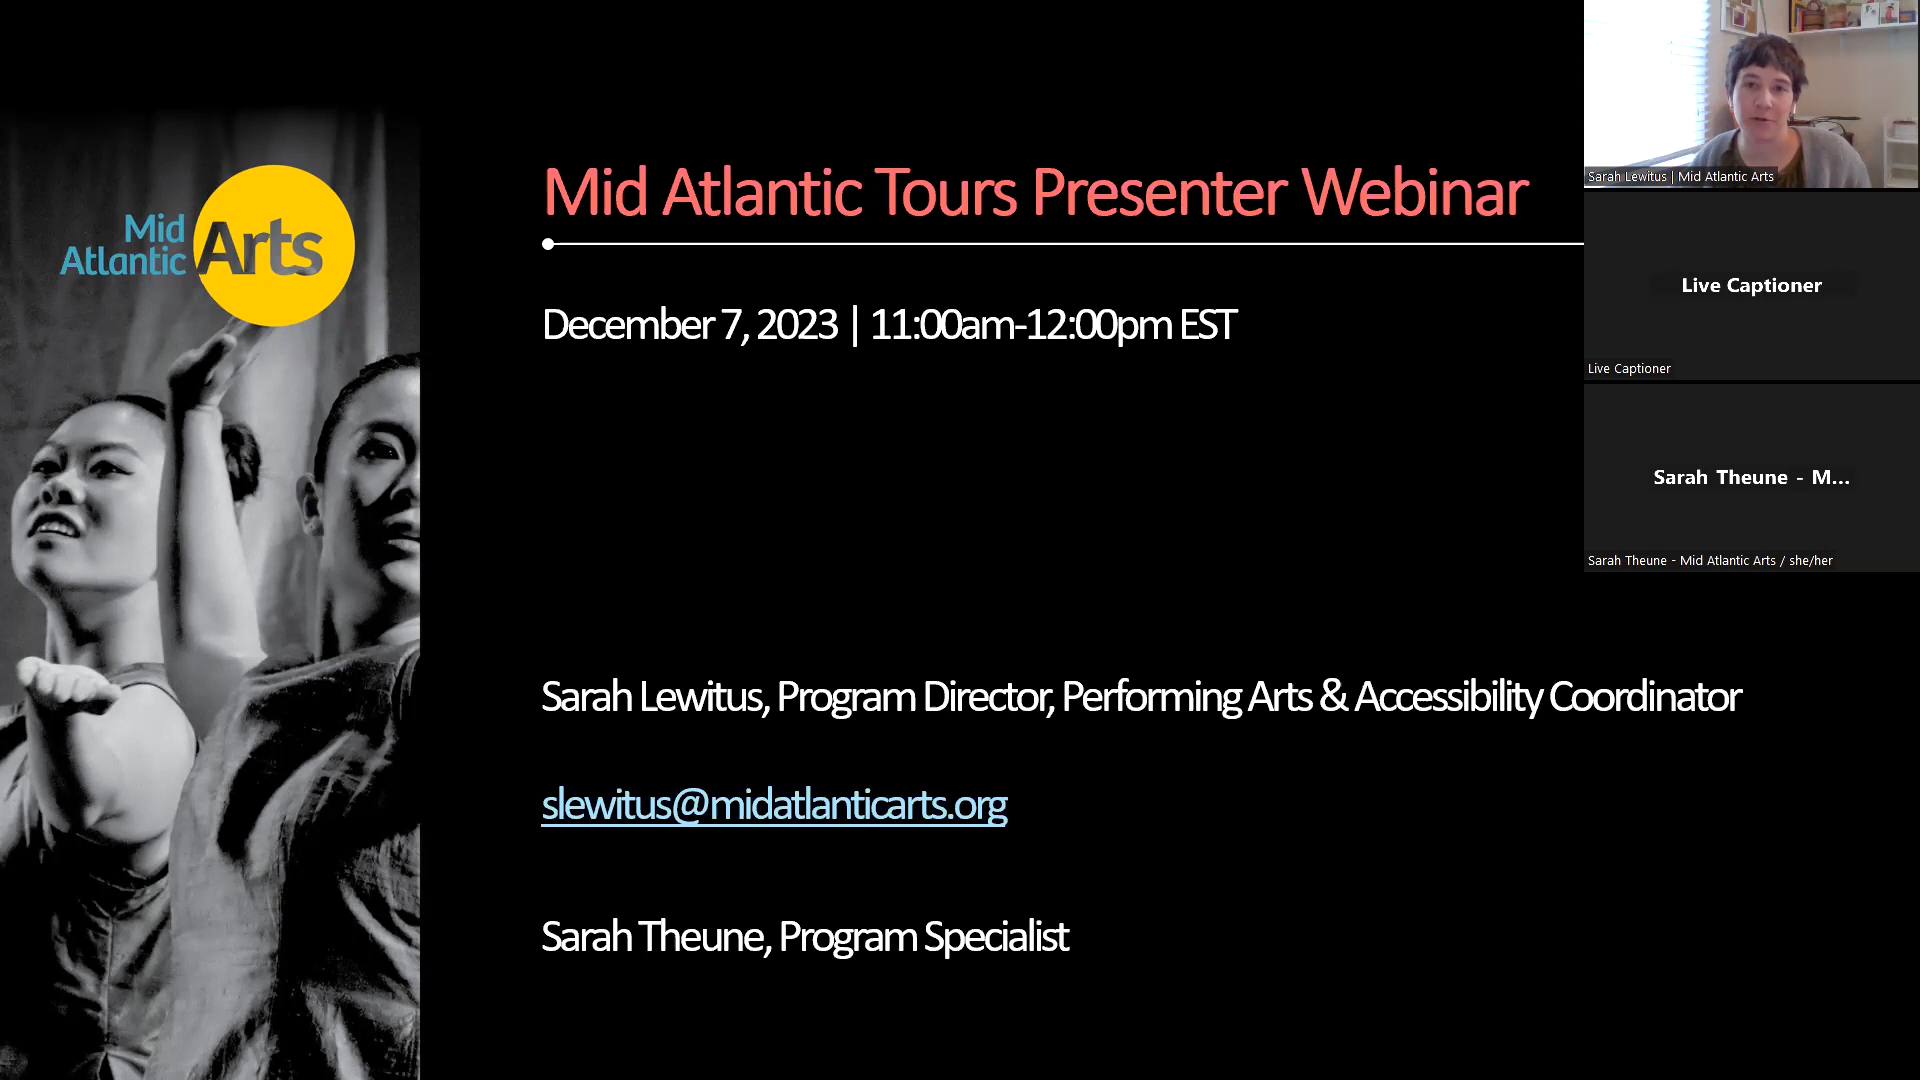 Mid
Atlantic
Arts
Mid Atlantic Tours Presenter Webinar
December 7, 2023 | 11:00am-12:00pm EST
Sarah Lewitus, Program Director, Performing Arts & Accessibility Coordinator
slewitus@midatlanticarts.org
Sarah Theune, Program Specialist
Sarah Lewitus | Mid Atlantic Arts
Live Captioner
Live Captioner
Sarah Theune - M...
Sarah Theune - Mid Atlantic Arts / she/her